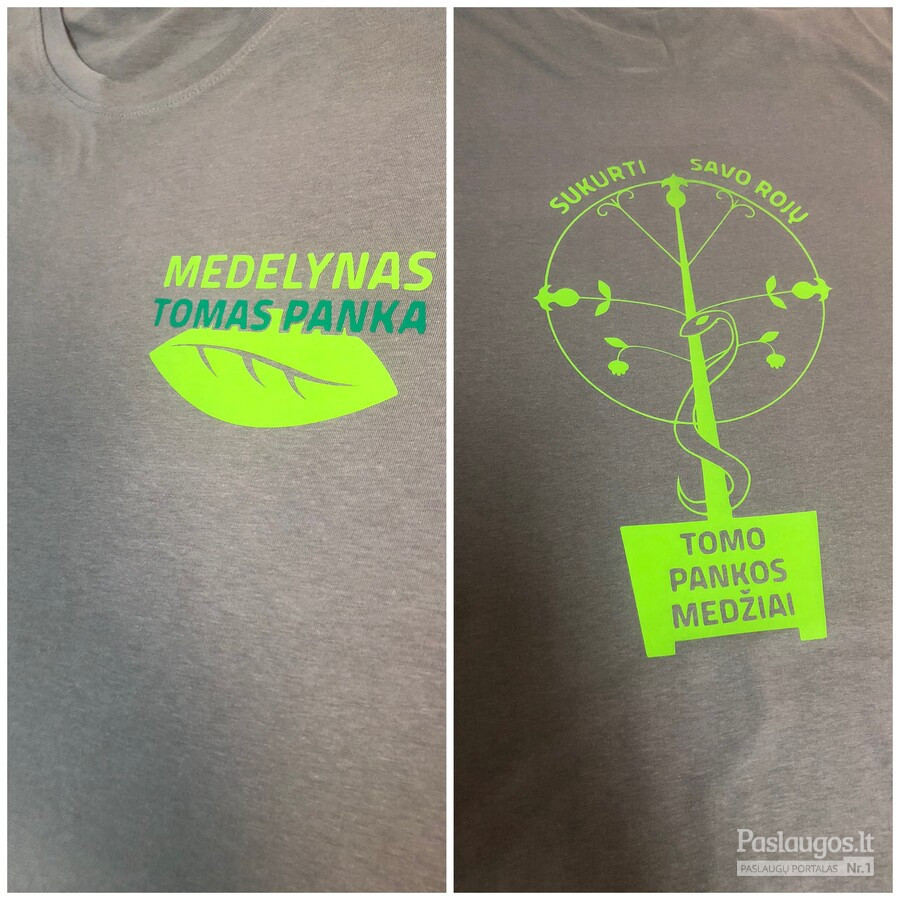 MEDELYNAS
TOMAS PANKA
SUKURTI SAVO ROJŲ
TOMO
PANKOS
MEDŽIAI
Paslaugos.lt
PASLAUGŲ PORTALAS Nr.1